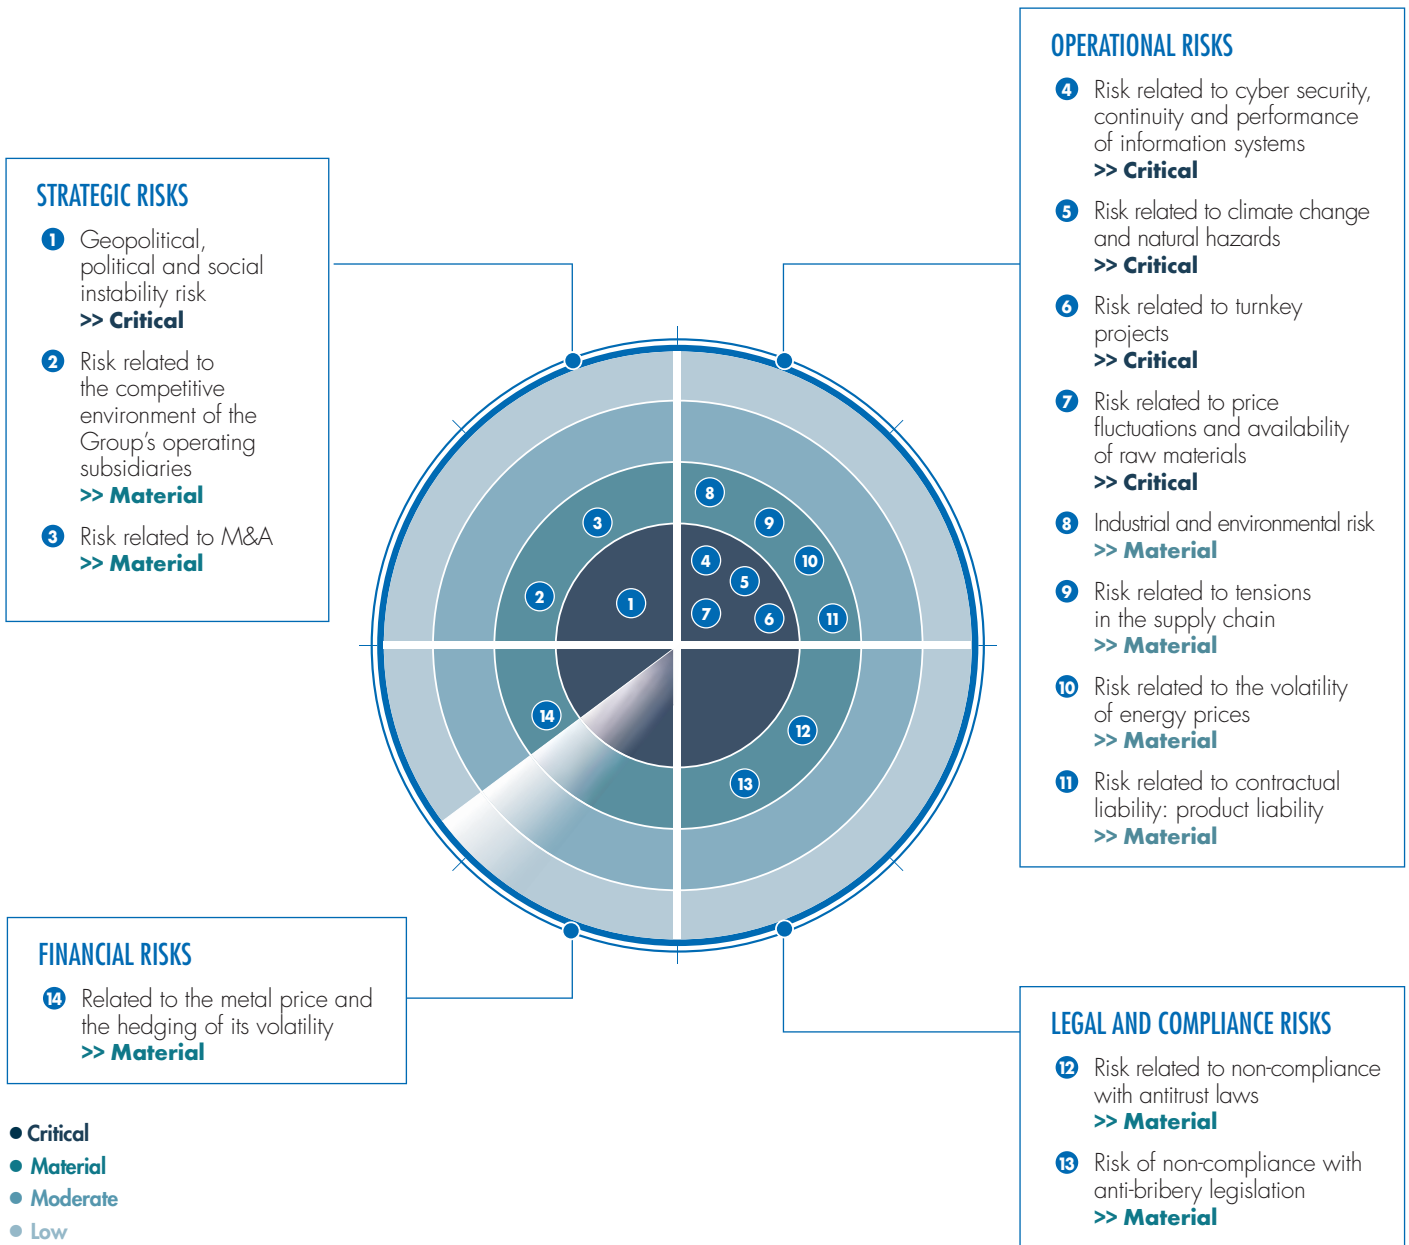 STRATEGIC RISKS
1 Geopolitical,
political and social
instability risk
>> Critical
2 Risk related to
the competitive
environment of the
Group's operating
subsidiaries
>> Material
3 Risk related to M&A
>> Material
OPERATIONAL RISKS
4 Risk related to cyber security,
continuity and performance
of information systems
>> Critical
5 Risk related to climate change
and natural hazards
>> Critical
6 Risk related to turnkey
projects
>> Critical
7 Risk related to price
fluctuations and availability
of raw materials
>> Critical
8 Industrial and environmental risk
>> Material
9 Risk related to tensions
in the supply chain
>> Material
10 Risk related to the volatility
of energy prices
>> Material
11 Risk related to contractual
liability: product liability
>> Material
8
3
9
4
10
5
2
1
7
6
11
14
12
13
FINANCIAL RISKS
14 Related to the metal price and
the hedging of its volatility
>> Material
LEGAL AND COMPLIANCE RISKS
12 Risk related to non-compliance
with antitrust laws
>> Material
13 Risk of non-compliance with
anti-bribery legislation
>> Material
Critical
Material
Moderate
Low